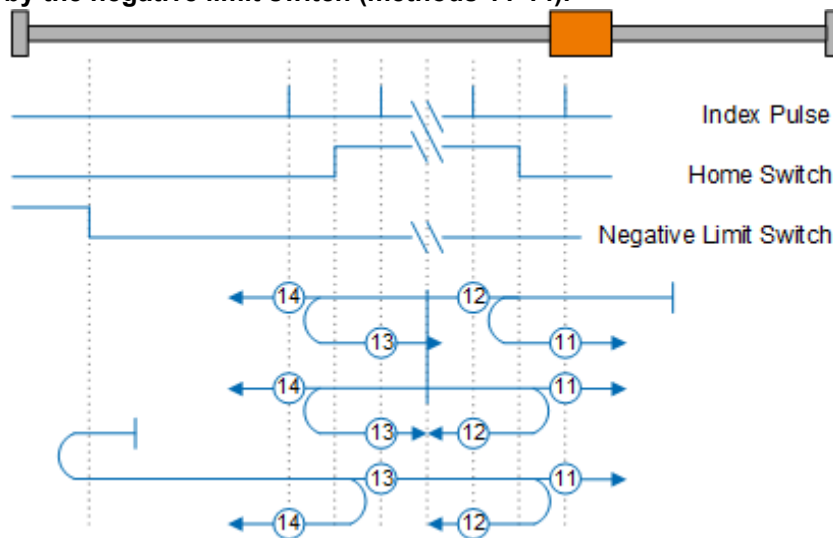 by the negative limit switch (methods 11-14).
Index Pulse
Home Switch
Negative Limit Switch
14 12
13 11
14 11
13 12
13 11
14 12